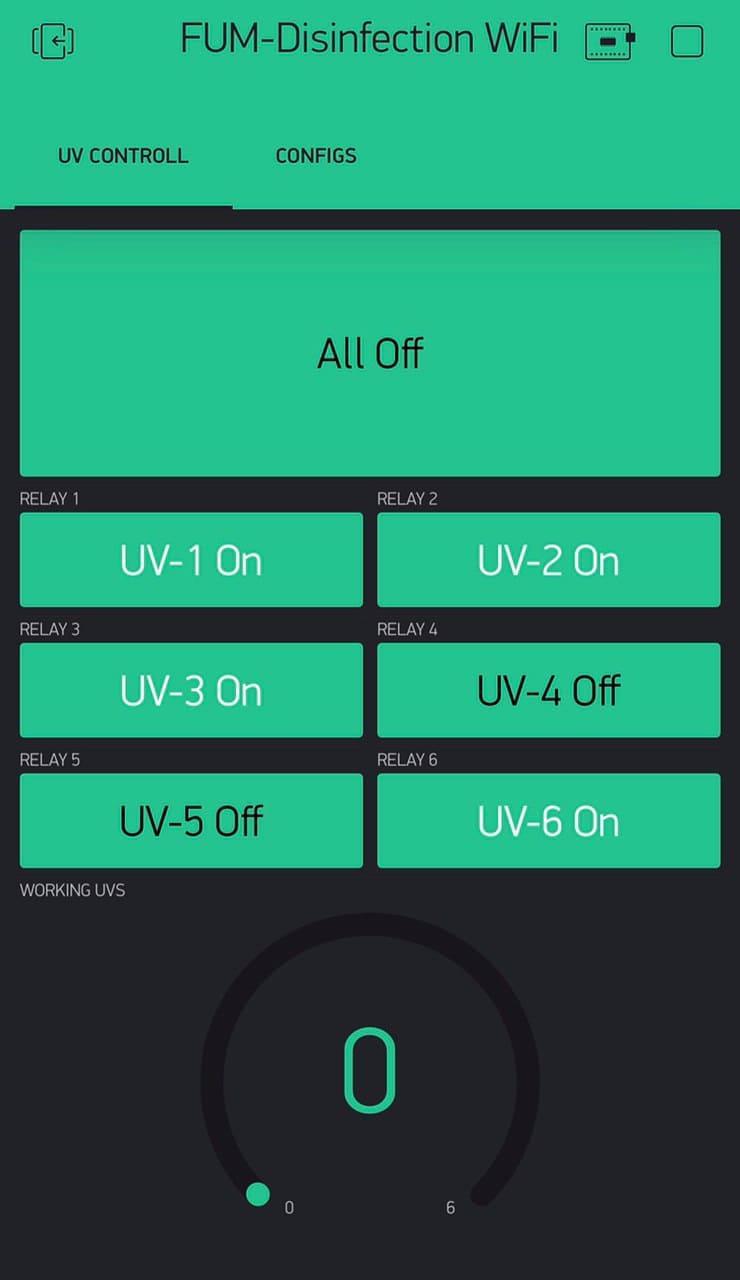 FUM-Disinfection WiFi
UV CONTROLL CONFIGS
All Off
RELAY 1 RELAY 2
UV-1 On UV-2 On
RELAY 3 RELAY 4
UV-3 On UV-4 Off
RELAY 5 RELAY 6
UV-5 Off UV-6 On
WORKING UVS
0
0 6